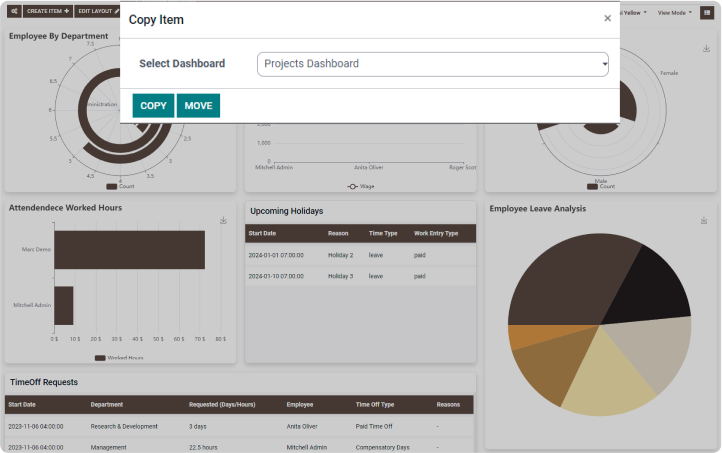 CREATE ITEM +
EDIT LAYOUT
Copy Item
×
Yellow
View Mode
Select Dashboard
Projects Dashboard
COPY
MOVE
Employee By Department
7.5
7
6.5
6
5.5
5
4.5
4
3.5
3
2.5
ministration
Count
1,000
0
Mitchell Admin
Anita Oliver
Roger Scot
Wage
Female
Male
Count
Attendendece Worked Hours
Marc Demo
Mitchell Admin
0 $
10 $
20 $
30 $
40 $
50 $
60 $
70 $
80 $
Worked Hours
Upcoming Holidays
Start Date Reason Time Type Work Entry Type
2024-01-01 07:00:00 Holiday 2 leave paid
2024-01-10 07:00:00 Holiday 3 leave paid
Employee Leave Analysis
TimeOff Requests
Start Date Department Requested (Days/Hours) Employee Time Off Type Reasons
2023-11-06 04:00:00 Research & Development 3 days Anita Oliver Paid Time Off -
2023-11-06 04:00:00 Management 22.5 hours Mitchell Admin Compensatory Days -